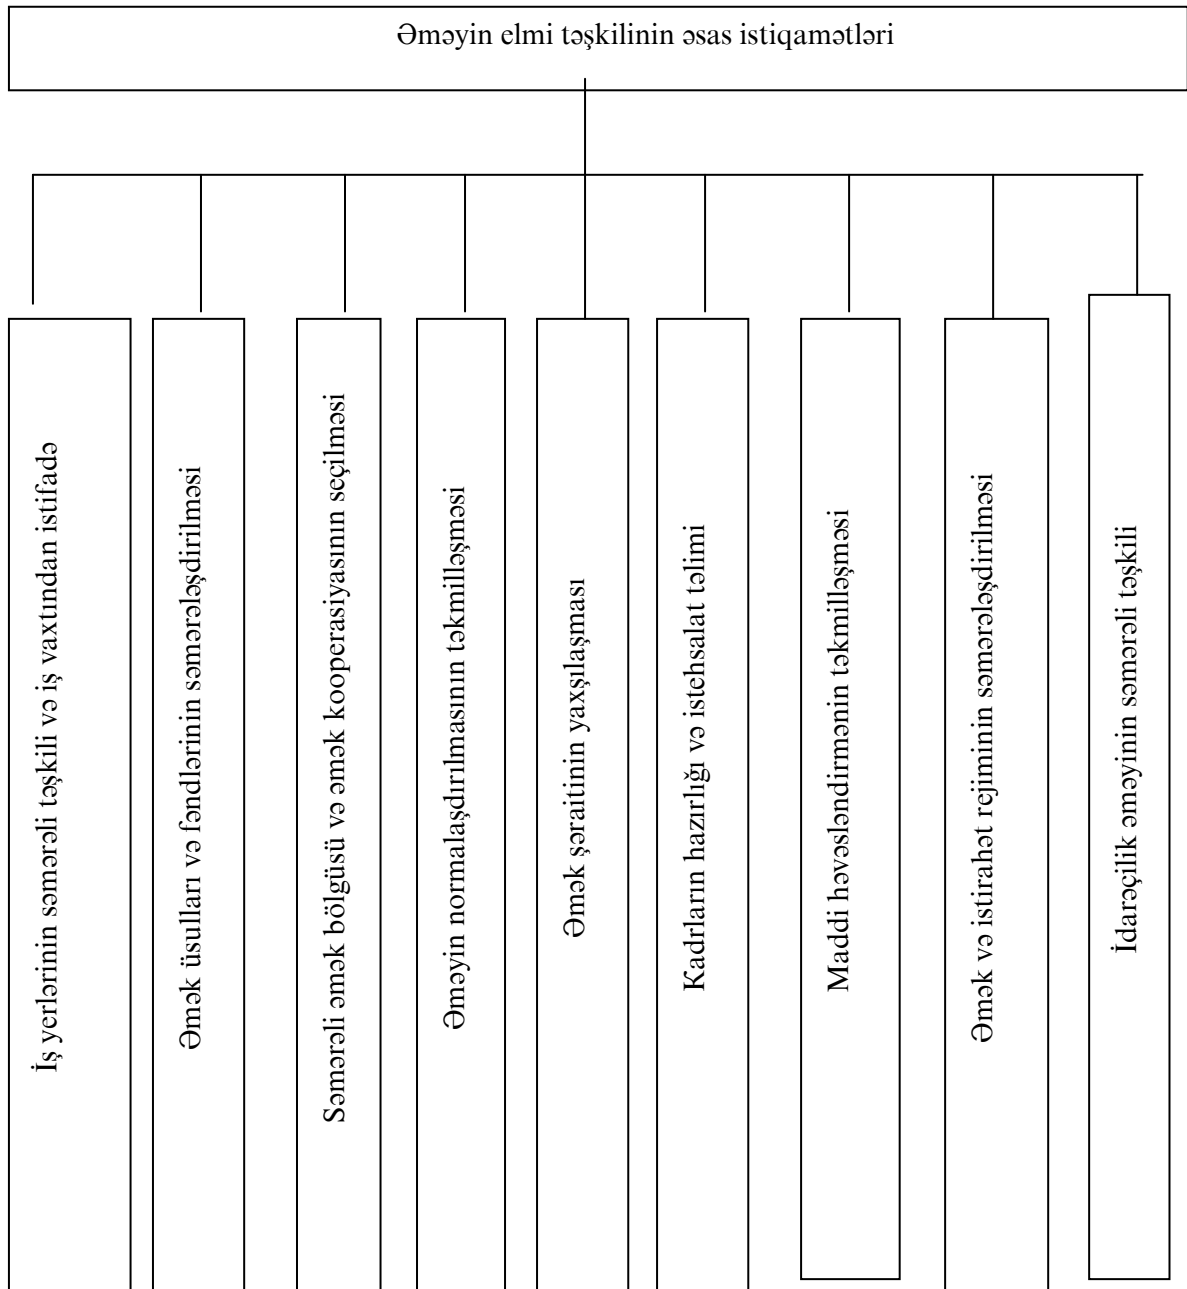 Əməyin elmi təşkilinin əsas istiqamətləri
İş yerlərinin səmərəli təşkili və iş vaxtından istifadə
Əmək üsulları və fəndlərinin səmərələşdirilməsi
Səmərəli əmək bölgüsü və əmək kooperasiyasının seçilməsi
Əməyin normalaşdırılmasının təkmilləşməsi
Əmək şəraitinin yaxşılaşması
Kadrların hazırlığı və istehsalat təlimi
Maddi həvəsləndirmənin təkmilləşməsi
Əmək və istirahət rejiminin səmərələşdirilməsi
İdarəçilik əməyinin səmərəli təşkili